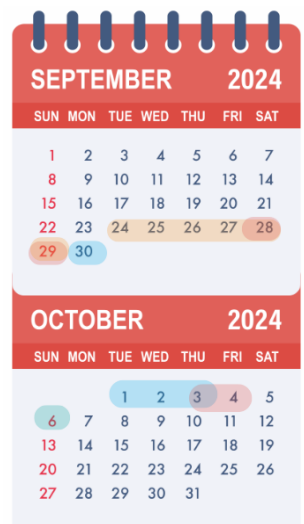 SEPTEMBER 2024
SUN MON TUE WED THU FRI SAT
1 2 3 4 5 6 7
8 9 10 11 12 13 14
15 16 17 18 19 20 21
22 23 24 25 26 27 28
29 30
OCTOBER 2024
SUN MON TUE WED THU FRI SAT
1 2 3 4 5
6 7 8 9 10 11 12
13 14 15 16 17 18 19
20 21 22 23 24 25 26
27 28 29 30 31